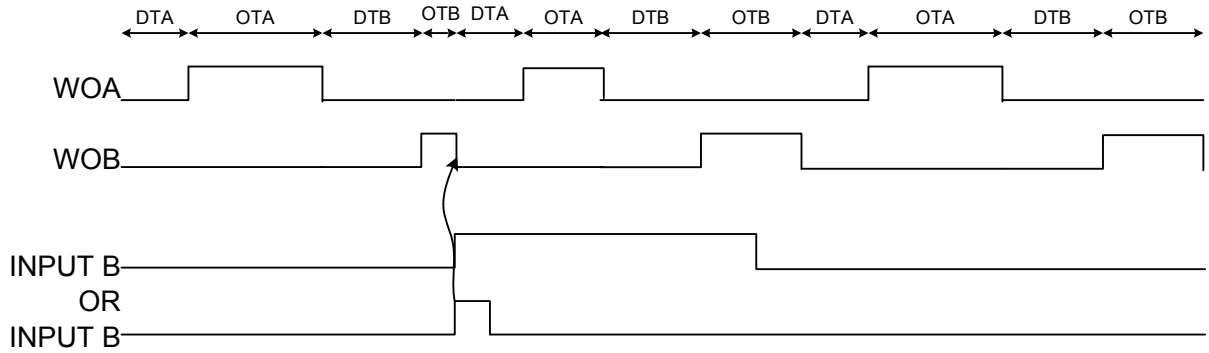 DTA OTA DTB OTB DTA OTA DTB OTB DTA OTA DTB OTB
WOA
WOB
INPUT B
OR
INPUT B